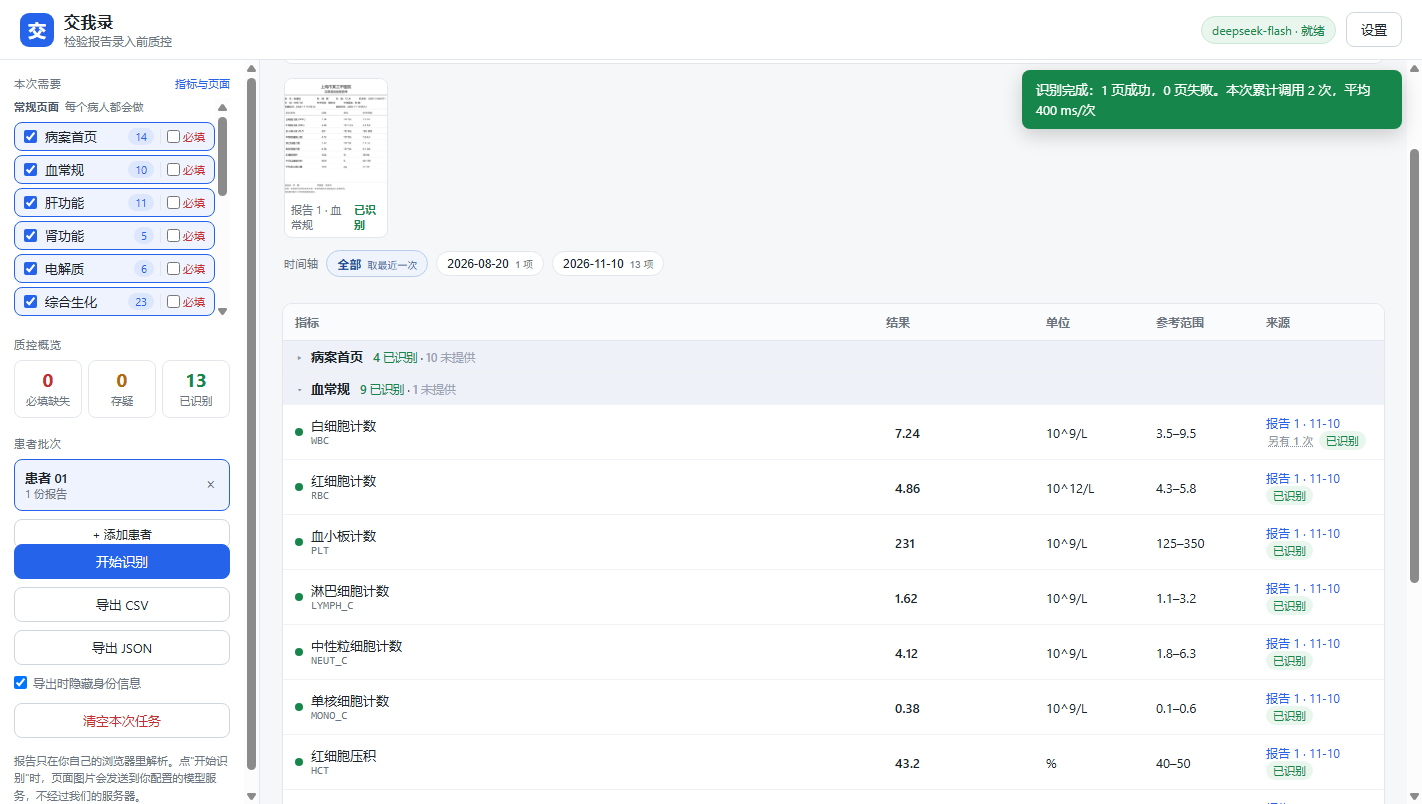 交 交我录
检验报告录入前质控
deepseek-flash · 就绪
设置
本次需要 指标与页面
常规页面 每个病人都会做
病案首页 14 必填
血常规 10 必填
肝功能 11 必填
肾功能 5 必填
电解质 6 必填
综合生化 23 必填
质控概览
0 0 13
必填缺失 存疑 已识别
患者批次
患者 01
1 份报告
×
+ 添加患者
开始识别
导出 CSV
导出 JSON
导出时隐藏身份信息
清空本次任务
报告只在你自己的浏览器里解析。点“开始识
别”时，页面图片会发送到你配置的模型服
务，不经过我们的服务器。
识别完成：1 页成功，0 页失败。本次累计调用 2 次，平均
400 ms/次
报告 1 · 血
常规
已识
别
时间轴 全部 取最近一次 2026-08-20 1 项 2026-11-10 13 项
指标 结果 单位 参考范围 来源
病案首页 4 已识别 · 10 未提供
血常规 9 已识别 · 1 未提供
白细胞计数
WBC
7.24 10^9/L 3.5–9.5
报告 1 · 11-10
另有 1 次 已识别
红细胞计数
RBC
4.86 10^12/L 4.3–5.8
报告 1 · 11-10
已识别
血小板计数
PLT
231 10^9/L 125–350
报告 1 · 11-10
已识别
淋巴细胞计数
LYMPH_C
1.62 10^9/L 1.1–3.2
报告 1 · 11-10
已识别
中性粒细胞计数
NEUT_C
4.12 10^9/L 1.8–6.3
报告 1 · 11-10
已识别
单核细胞计数
MONO_C
0.38 10^9/L 0.1–0.6
报告 1 · 11-10
已识别
红细胞压积
HCT
43.2 % 40–50
报告 1 · 11-10
已识别